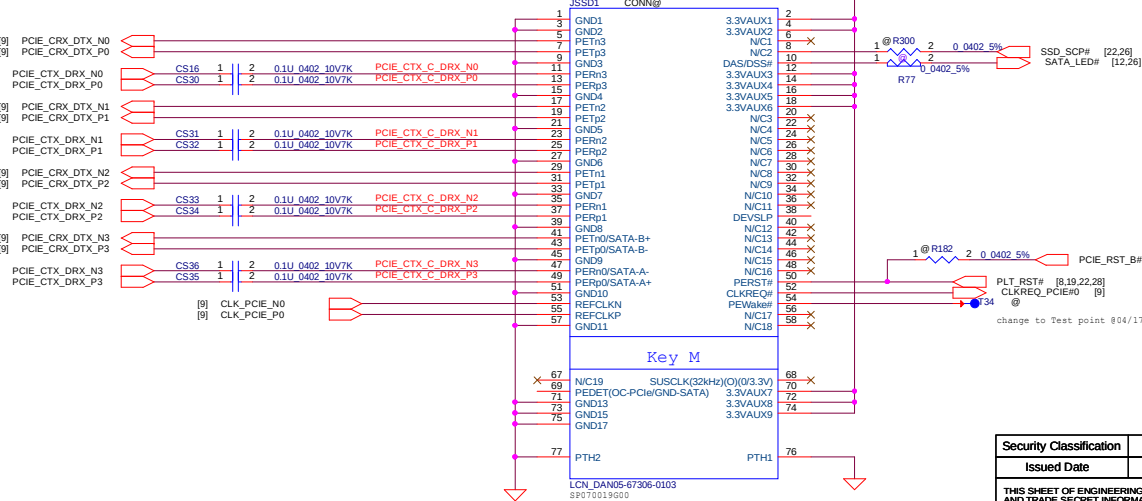 JSSD1 CONN@
1 GND1 3.3VAUX1 2
3 GND2 3.3VAUX2 4
[9] PCIE_CRX_DTX_N0 5 PETn3 N/C1 6
[9] PCIE_CRX_DTX_P0 7 PETp3 N/C2 8 1 @ R300 2 0_0402_5% SSD_SCP# [22,26]
9 GND3 DAS/DSS# 10 1 @ 2 0_0402_5% SATA_LED# [12,26]
R77
PCIE_CTX_DRX_N0 CS16 1 2 0.1U_0402_10V7K PCIE_CTX_C_DRX_N0 11 PERn3 3.3VAUX3 12
PCIE_CTX_DRX_P0 CS30 1 2 0.1U_0402_10V7K PCIE_CTX_C_DRX_P0 13 PERp3 3.3VAUX4 14
15 GND4 3.3VAUX5 16
[9] PCIE_CRX_DTX_N1 17 PETn2 3.3VAUX6 18
[9] PCIE_CRX_DTX_P1 19 PETp2 N/C3 20
21 GND5 N/C4 22
PCIE_CTX_DRX_N1 CS31 1 2 0.1U_0402_10V7K PCIE_CTX_C_DRX_N1 23 PERn2 N/C5 24
PCIE_CTX_DRX_P1 CS32 1 2 0.1U_0402_10V7K PCIE_CTX_C_DRX_P1 25 PERp2 N/C6 26
27 GND6 N/C7 28
[9] PCIE_CRX_DTX_N2 29 PETn1 N/C8 30
[9] PCIE_CRX_DTX_P2 31 PETp1 N/C9 32
33 GND7 N/C10 34
PCIE_CTX_DRX_N2 CS33 1 2 0.1U_0402_10V7K PCIE_CTX_C_DRX_N2 35 PERn1 N/C11 36
PCIE_CTX_DRX_P2 CS34 1 2 0.1U_0402_10V7K PCIE_CTX_C_DRX_P2 37 PERp1 DEVSLP 38
39 GND8 N/C12 40
[9] PCIE_CRX_DTX_N3 41 PETn0/SATA-B+ N/C13 42
[9] PCIE_CRX_DTX_P3 43 PETp0/SATA-B- N/C14 44
45 GND9 N/C15 46
PCIE_CTX_DRX_N3 CS36 1 2 0.1U_0402_10V7K PCIE_CTX_C_DRX_N3 47 PERn0/SATA-A- N/C16 48
1 @ R182 2 0_0402_5% PCIE_RST_B#
PCIE_CTX_DRX_P3 CS35 1 2 0.1U_0402_10V7K PCIE_CTX_C_DRX_P3 49 PERp0/SATA-A+ PERST# 50 PLT_RST# [8,19,22,28]
51 GND10 CLKREQ# 52 CLKREQ_PCIE#0 [9]
[9] CLK_PCIE_N0 53 REFCLKN PEWake# 54 T34 @
[9] CLK_PCIE_P0 55 REFCLKP N/C17 56
57 GND11 N/C18 58
change to Test point @04/17
Key M
67 N/C19 SUSCLK(32kHz)(O)(0/3.3V) 68
69 PEDET(OC-PCIe/GND-SATA) 3.3VAUX7 70
71 GND13 3.3VAUX8 72
73 GND15 3.3VAUX9 74
75 GND17
77 PTH2 PTH1 76
LCN_DAN05-67306-0103
SP070019G00
Security Classification
Issued Date
THIS SHEET OF ENGINEERING
AND TRADE SECRET INFORMA